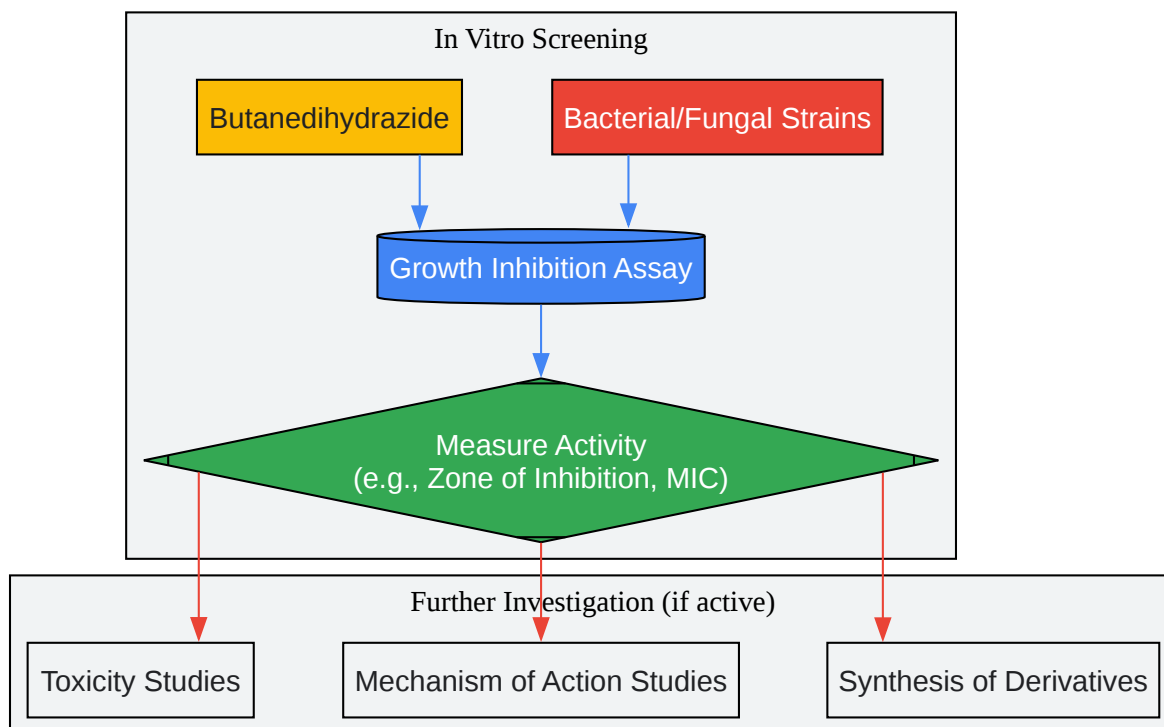 In Vitro Screening
Butanedihydrazide
Bacterial/Fungal Strains
Growth Inhibition Assay
Measure Activity
(e.g., Zone of Inhibition, MIC)
Further Investigation (if active)
Toxicity Studies
Mechanism of Action Studies
Synthesis of Derivatives